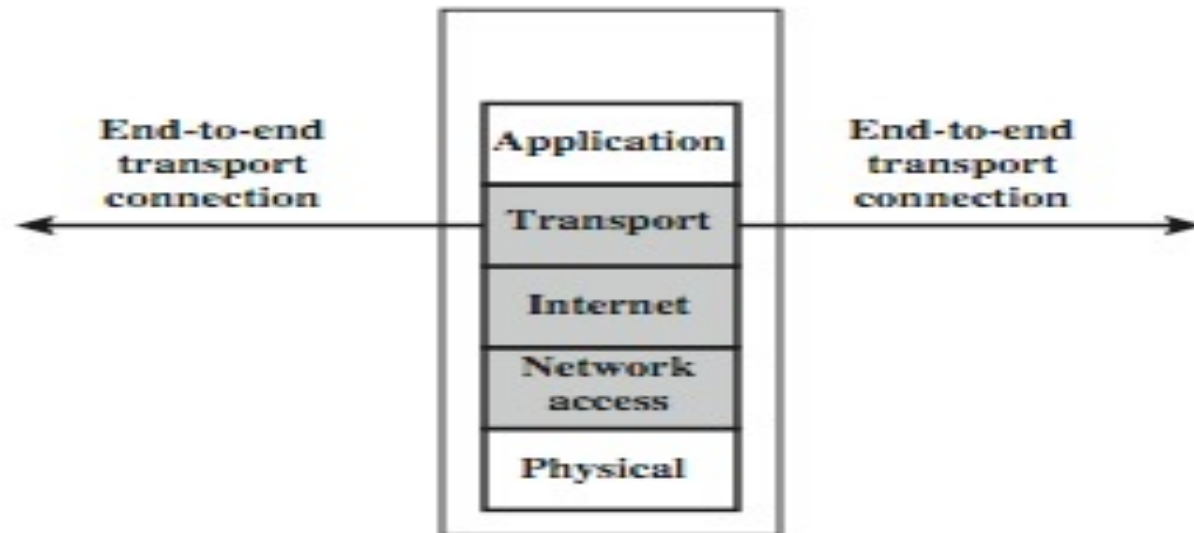 End-to-end
transport
connection
Application
Transport
Internet
Network
access
Physical
End-to-end
transport
connection